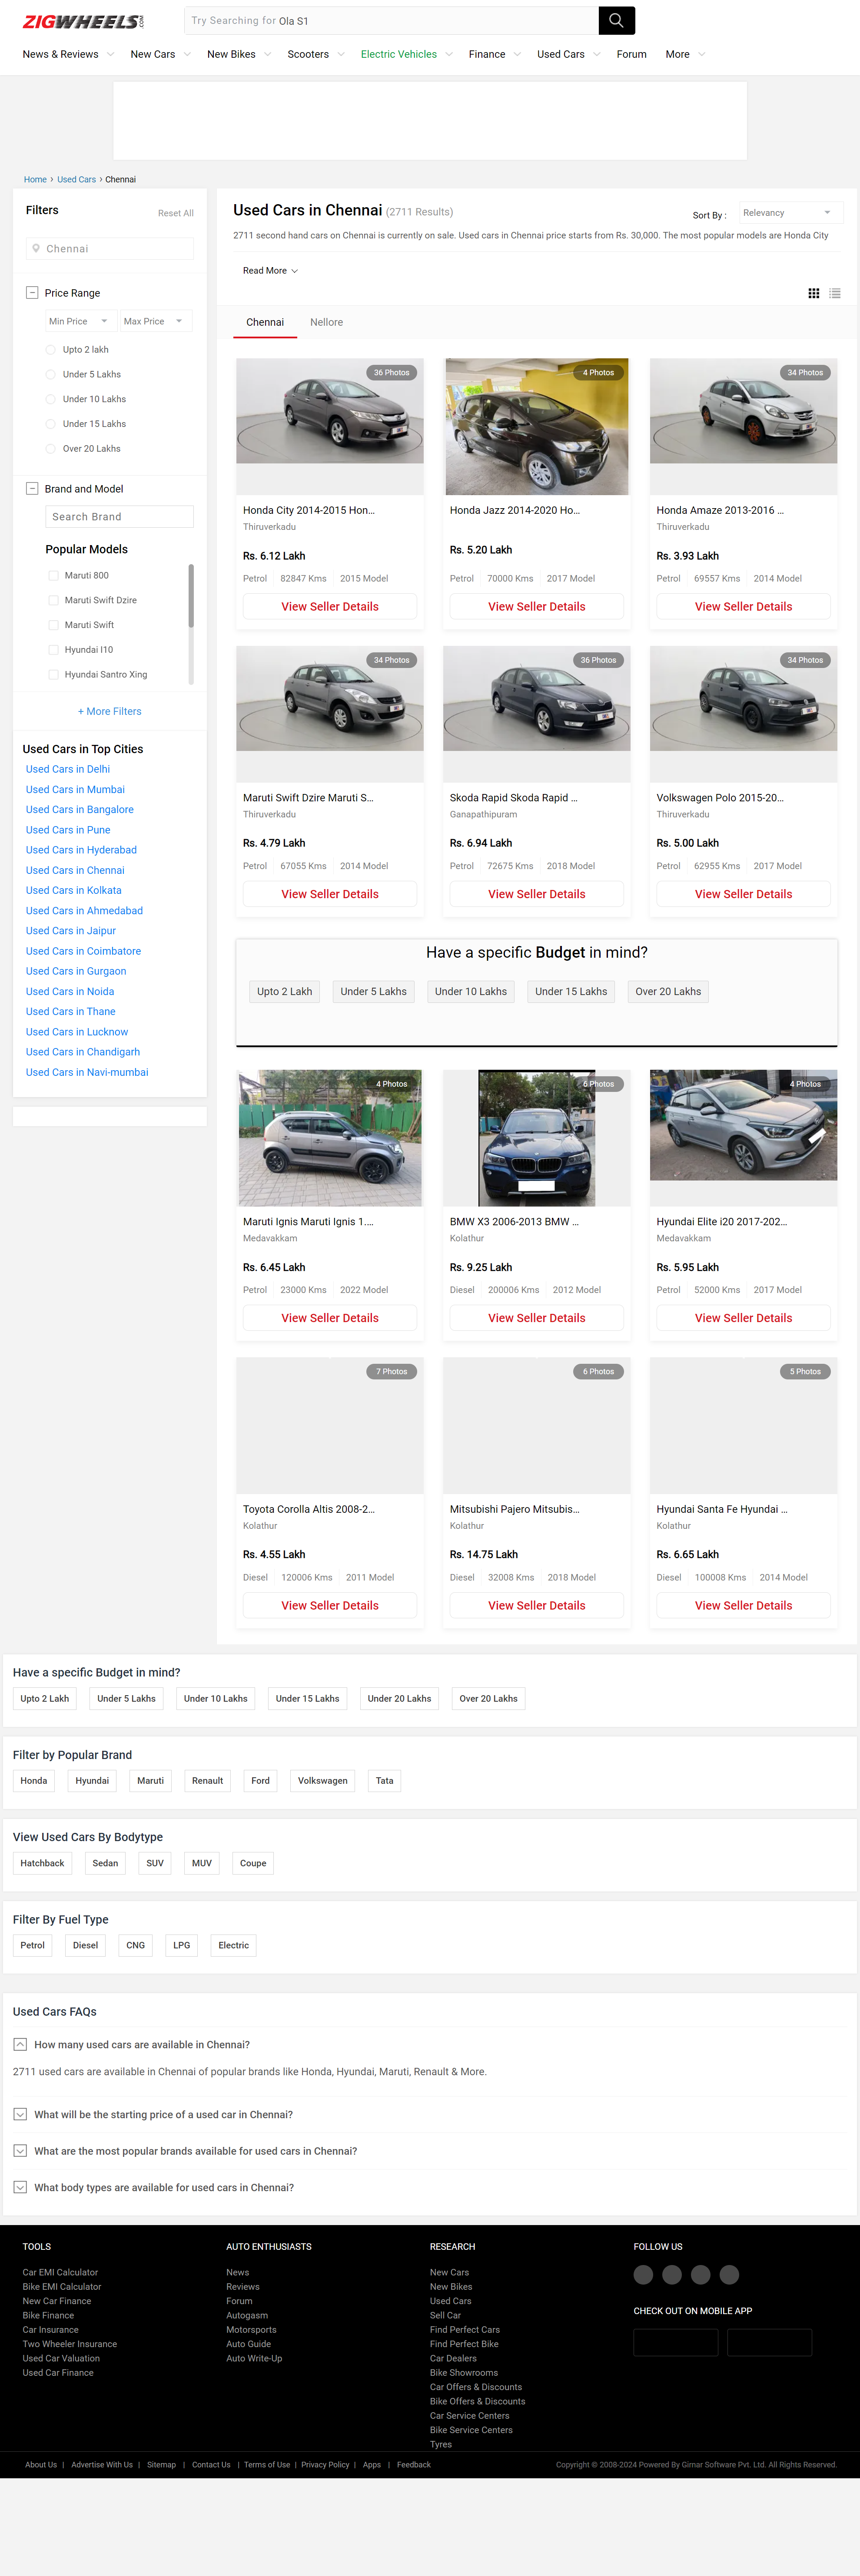 ZIGWHEELS.COM
Try Searching for Ola S1
News & Reviews New Cars New Bikes Scooters Electric Vehicles Finance Used Cars Forum More
Home › Used Cars › Chennai
Filters
Reset All
Chennai
Price Range
Min Price Max Price
Upto 2 lakh
Under 5 Lakhs
Under 10 Lakhs
Under 15 Lakhs
Over 20 Lakhs
Brand and Model
Search Brand
Popular Models
Maruti 800
Maruti Swift Dzire
Maruti Swift
Hyundai I10
Hyundai Santro Xing
+ More Filters
Used Cars in Top Cities
Used Cars in Delhi
Used Cars in Mumbai
Used Cars in Bangalore
Used Cars in Pune
Used Cars in Hyderabad
Used Cars in Chennai
Used Cars in Kolkata
Used Cars in Ahmedabad
Used Cars in Jaipur
Used Cars in Coimbatore
Used Cars in Gurgaon
Used Cars in Noida
Used Cars in Thane
Used Cars in Lucknow
Used Cars in Chandigarh
Used Cars in Navi-mumbai
Used Cars in Chennai (2711 Results)
Sort By : Relevancy
2711 second hand cars on Chennai is currently on sale. Used cars in Chennai price starts from Rs. 30,000. The most popular models are Honda City
Read More
Chennai Nellore
36 Photos
Honda City 2014-2015 Hon...
Thiruverkadu
Rs. 6.12 Lakh
Petrol 82847 Kms 2015 Model
View Seller Details
4 Photos
Honda Jazz 2014-2020 Ho...
Rs. 5.20 Lakh
Petrol 70000 Kms 2017 Model
View Seller Details
34 Photos
Honda Amaze 2013-2016 ...
Thiruverkadu
Rs. 3.93 Lakh
Petrol 69557 Kms 2014 Model
View Seller Details
34 Photos
Maruti Swift Dzire Maruti S...
Thiruverkadu
Rs. 4.79 Lakh
Petrol 67055 Kms 2014 Model
View Seller Details
36 Photos
Skoda Rapid Skoda Rapid ...
Ganapathipuram
Rs. 6.94 Lakh
Petrol 72675 Kms 2018 Model
View Seller Details
34 Photos
Volkswagen Polo 2015-20...
Thiruverkadu
Rs. 5.00 Lakh
Petrol 62955 Kms 2017 Model
View Seller Details
Have a specific Budget in mind?
Upto 2 Lakh Under 5 Lakhs Under 10 Lakhs Under 15 Lakhs Over 20 Lakhs
4 Photos
Maruti Ignis Maruti Ignis 1....
Medavakkam
Rs. 6.45 Lakh
Petrol 23000 Kms 2022 Model
View Seller Details
6 Photos
BMW X3 2006-2013 BMW ...
Kolathur
Rs. 9.25 Lakh
Diesel 200006 Kms 2012 Model
View Seller Details
4 Photos
Hyundai Elite i20 2017-202...
Medavakkam
Rs. 5.95 Lakh
Petrol 52000 Kms 2017 Model
View Seller Details
7 Photos
Toyota Corolla Altis 2008-2...
Kolathur
Rs. 4.55 Lakh
Diesel 120006 Kms 2011 Model
View Seller Details
6 Photos
Mitsubishi Pajero Mitsubis...
Kolathur
Rs. 14.75 Lakh
Diesel 32008 Kms 2018 Model
View Seller Details
5 Photos
Hyundai Santa Fe Hyundai ...
Kolathur
Rs. 6.65 Lakh
Diesel 100008 Kms 2014 Model
View Seller Details
Have a specific Budget in mind?
Upto 2 Lakh Under 5 Lakhs Under 10 Lakhs Under 15 Lakhs Under 20 Lakhs Over 20 Lakhs
Filter by Popular Brand
Honda Hyundai Maruti Renault Ford Volkswagen Tata
View Used Cars By Bodytype
Hatchback Sedan SUV MUV Coupe
Filter By Fuel Type
Petrol Diesel CNG LPG Electric
Used Cars FAQs
How many used cars are available in Chennai?
2711 used cars are available in Chennai of popular brands like Honda, Hyundai, Maruti, Renault & More.
What will be the starting price of a used car in Chennai?
What are the most popular brands available for used cars in Chennai?
What body types are available for used cars in Chennai?
TOOLS
Car EMI Calculator
Bike EMI Calculator
New Car Finance
Bike Finance
Car Insurance
Two Wheeler Insurance
Used Car Valuation
Used Car Finance
AUTO ENTHUSIASTS
News
Reviews
Forum
Autogasm
Motorsports
Auto Guide
Auto Write-Up
RESEARCH
New Cars
New Bikes
Used Cars
Sell Car
Find Perfect Cars
Find Perfect Bike
Car Dealers
Bike Showrooms
Car Offers & Discounts
Bike Offers & Discounts
Car Service Centers
Bike Service Centers
Tyres
FOLLOW US
CHECK OUT ON MOBILE APP
About Us | Advertise With Us | Sitemap | Contact Us | Terms of Use | Privacy Policy | Apps | Feedback
Copyright © 2008-2024 Powered By Girnar Software Pvt. Ltd. All Rights Reserved.